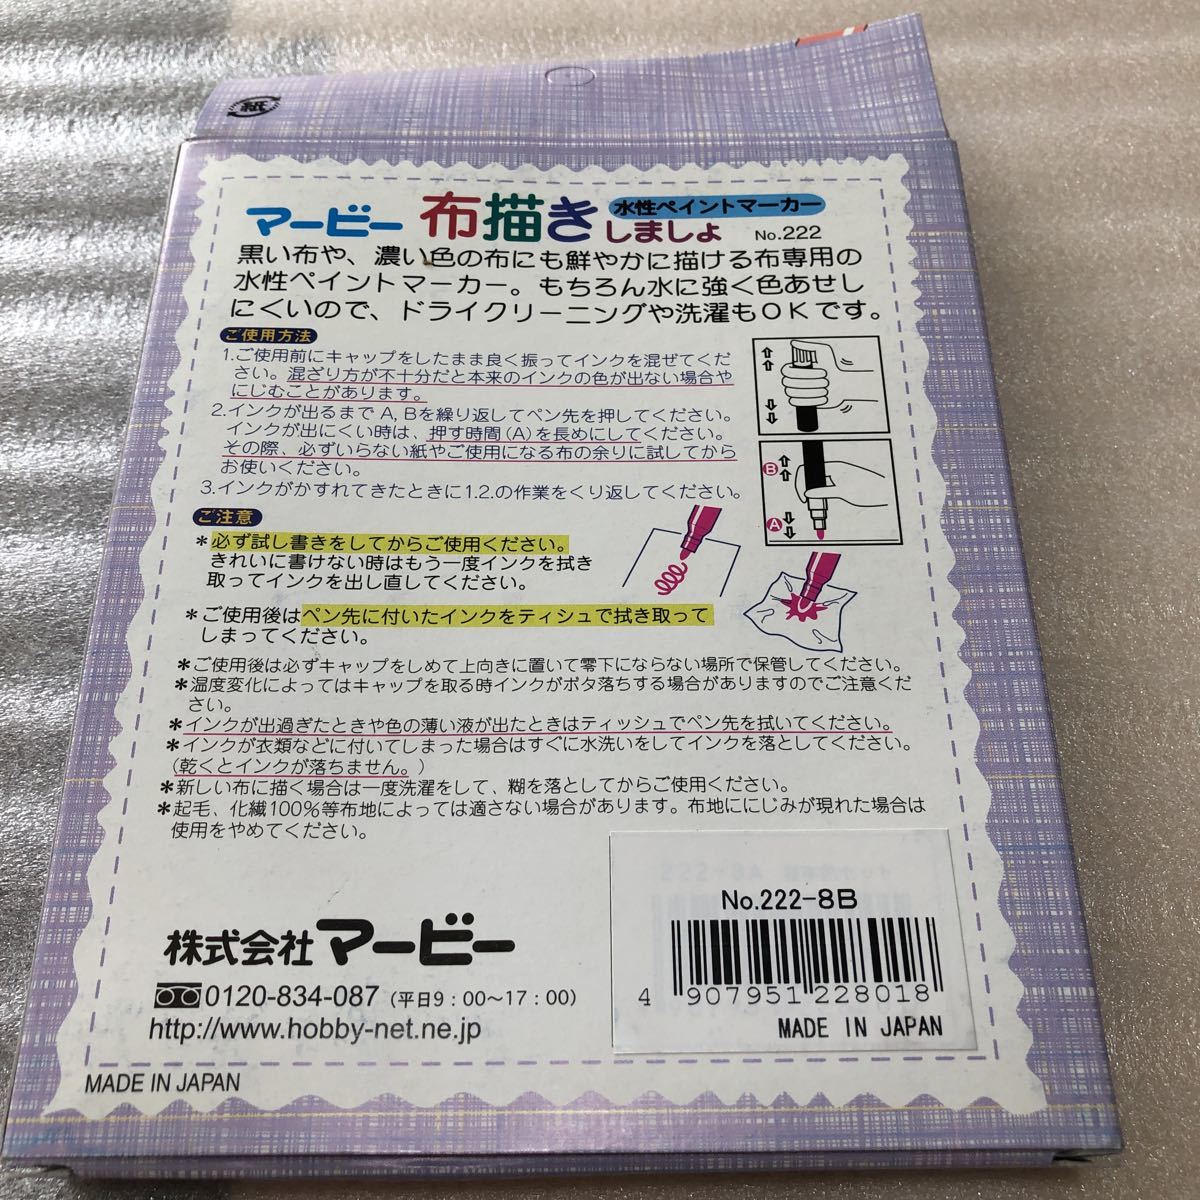 紙
マービー 布描きしましょ 水性ペイントマーカー No.222
黒い布や、濃い色の布にも鮮やかに描ける布専用の
水性ペイントマーカー。もちろん水に強く色あせし
にくいので、ドライクリーニングや洗濯もOKです。
ご使用方法
1.ご使用前にキャップをしたまま良く振ってインクを混ぜてくだ
さい。混ざり方が不十分だと本来のインクの色が出ない場合や
にじむことがあります。
2.インクが出るまで A, Bを繰り返してペン先を押してください。
インクが出にくい時は、押す時間(A)を長めにしてください。
その際、必ずいらない紙やご使用になる布の余りに試してから
お使いください。
3.インクがかすれてきたときに1.2.の作業をくり返してください。
B
A
ご注意
*必ず試し書きをしてからご使用ください。
きれいに書けない時はもう一度インクを拭き
取ってインクを出し直してください。
*ご使用後はペン先に付いたインクをティシュで拭き取って
しまってください。
*ご使用後は必ずキャップをしめて上向きに置いて零下にならない場所で保管してください。
*温度変化によってはキャップを取る時インクがボタ落ちする場合がありますのでご注意くだ
さい。
*インクが出過ぎたときや色の薄い液が出たときはティッシュでペン先を拭いてください。
*インクが衣類などに付いてしまった場合はすぐに水洗いをしてインクを落としてください。
(乾くとインクが落ちません。)
*新しい布に描く場合は一度洗濯をして、糊を落としてからご使用ください。
*起毛、化繊100%等布地によっては適さない場合があります。布地ににじみが現れた場合は
使用をやめてください。
株式会社マービー
0120-834-087 (平日9:00〜17:00)
http://www.hobby-net.ne.jp
MADE IN JAPAN
No.222-8B
4 907951 228018
MADE IN JAPAN